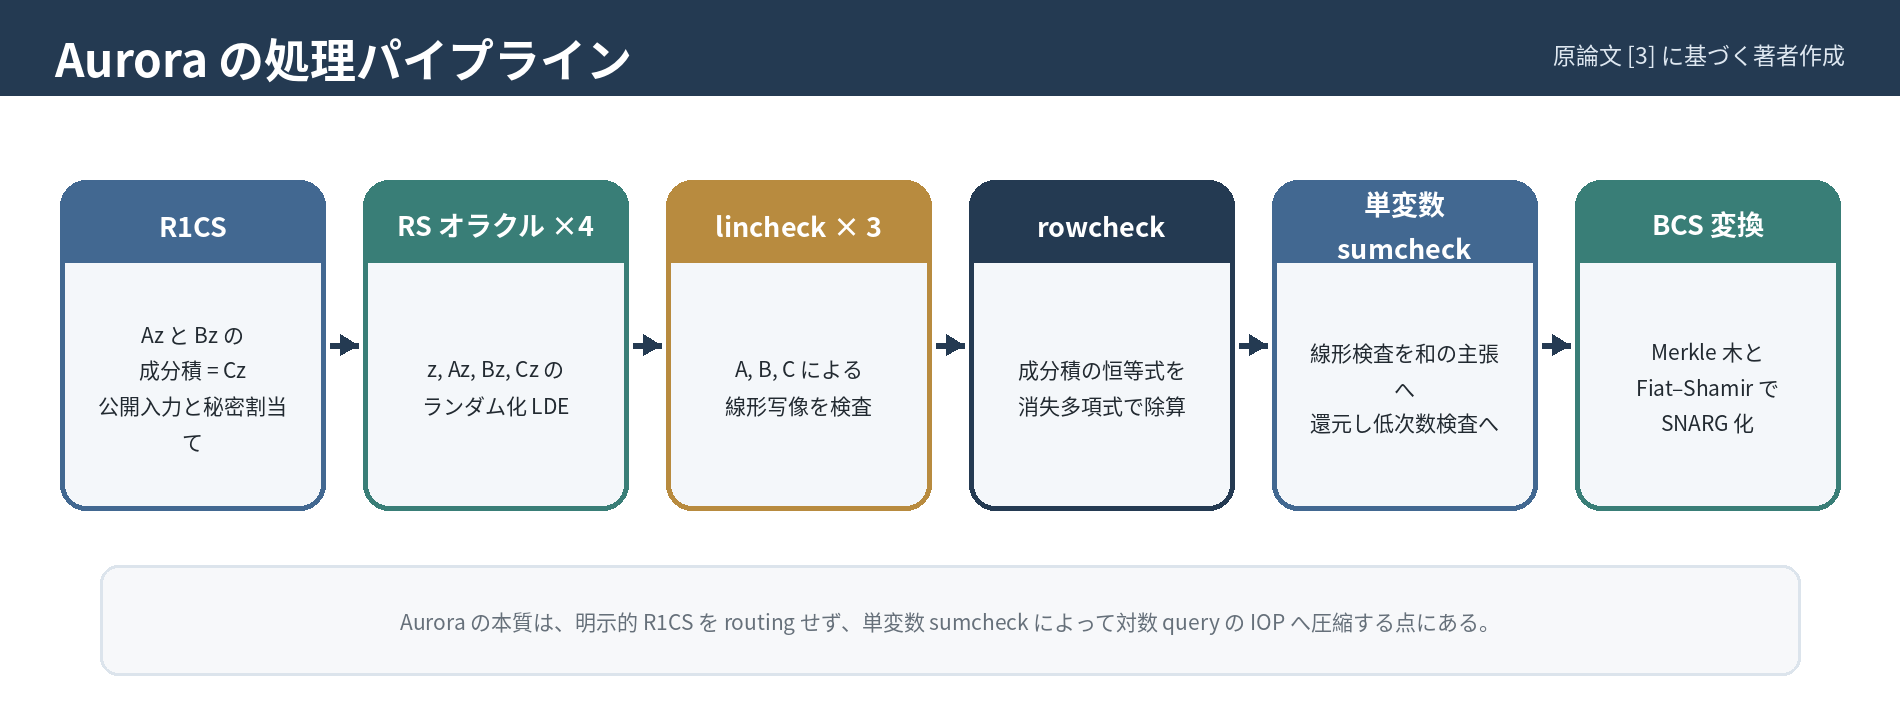 Aurora の処理パイプライン
原論文 [3] に基づく著者作成
R1CS
Az と Bz の
成分積 = Cz
公開入力と秘密割当
て
RS オラクル ×4
z, Az, Bz, Cz の
ランダム化 LDE
lincheck × 3
A, B, C による
線形写像を検査
rowcheck
成分積の恒等式を
消失多項式で除算
単変数
sumcheck
線形検査を和の主張
へ
還元し低次数検査へ
BCS 変換
Merkle 木と
Fiat–Shamir で
SNARG 化
Aurora の本質は、明示的 R1CS を routing せず、単変数 sumcheck によって対数 query の IOP へ圧縮する点にある。